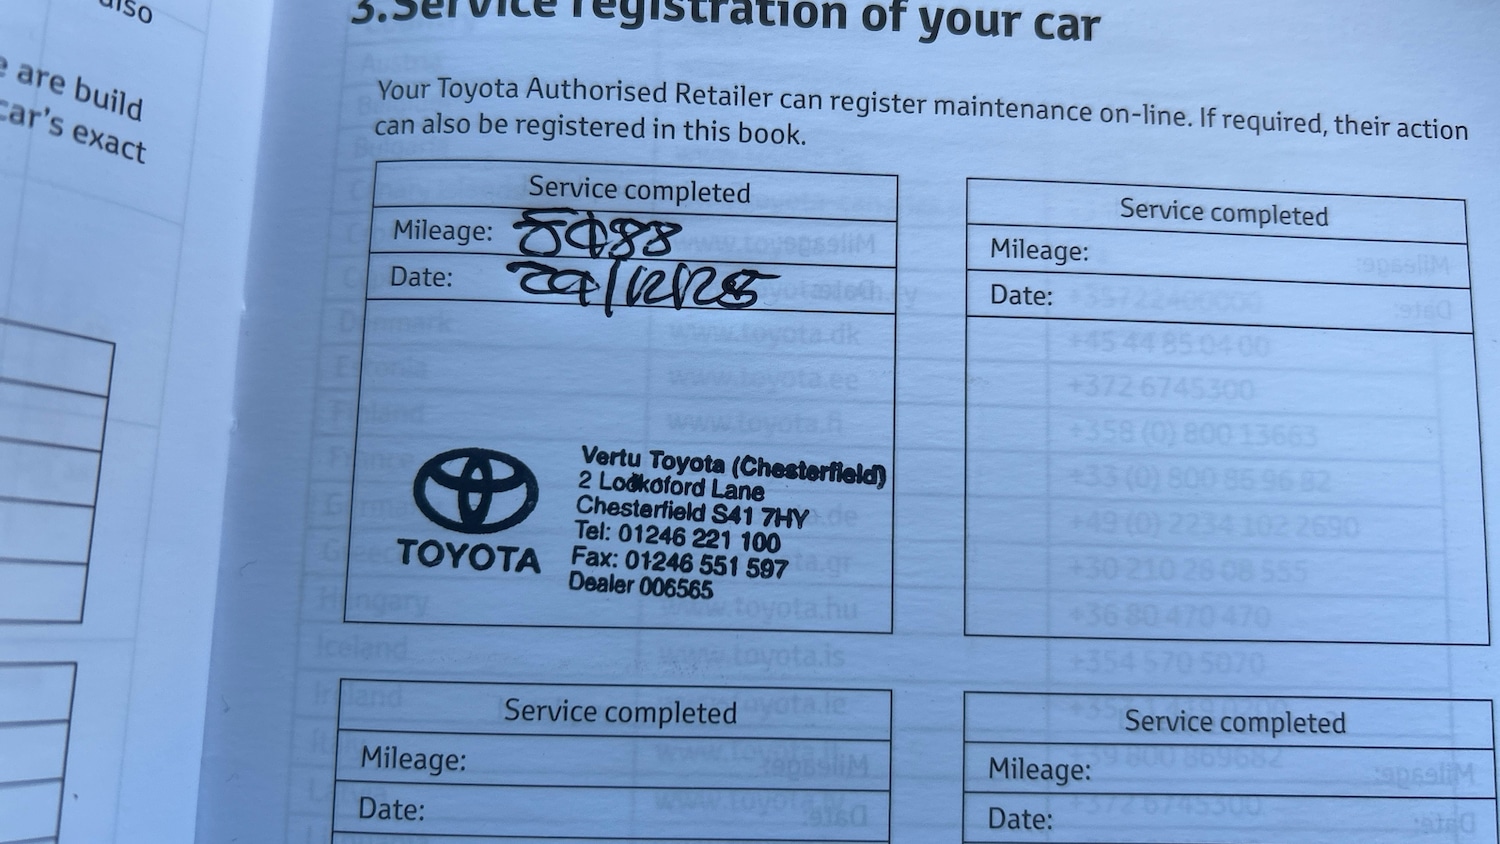 also
are build
car's exact
3. Service registration of your car
Your Toyota Authorised Retailer can register maintenance on-line. If required, their action
can also be registered in this book.
Service completed
Mileage:
Date:
TOYOTA
Vertu Toyota (Chesterfield)
2 Lockoford Lane
Chesterfield S41 7HY
Tel: 01246 221 100
Fax: 01246 551 597
Dealer 006565
Service completed
Mileage:
Date:
Service completed
Mileage:
Date:
Service completed
Mileage:
Date: